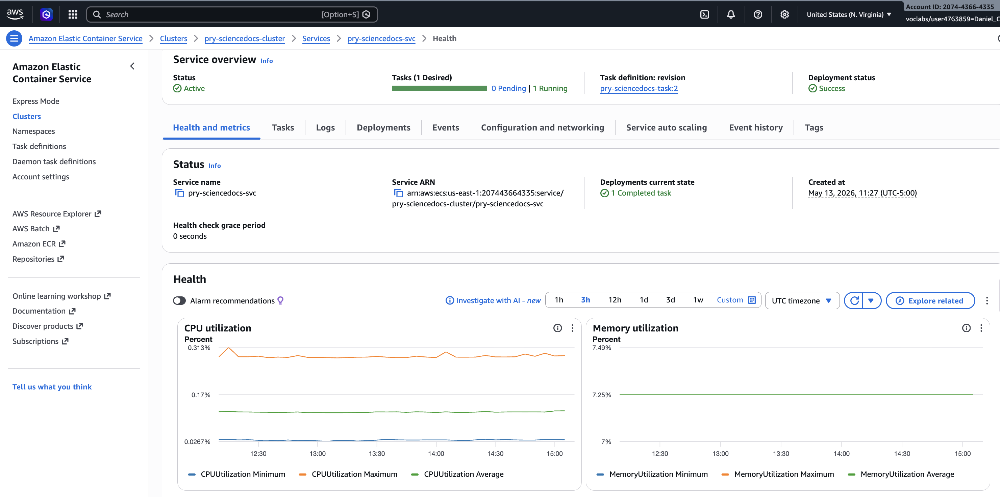 aws
Search [Option+S]
United States (N. Virginia)
Account ID: 2074-4366-4335
voclabs/user4763859=Daniel_
Amazon Elastic Container Service > Clusters > pry-sciencedocs-cluster > Services > pry-sciencedocs-svc > Health
Amazon Elastic
Container Service
Express Mode
Clusters
Namespaces
Task definitions
Daemon task definitions
Account settings
AWS Resource Explorer
AWS Batch
Amazon ECR
Repositories
Online learning workshop
Documentation
Discover products
Subscriptions
Tell us what you think
Service overview Info
Status
Active
Tasks (1 Desired)
0 Pending | 1 Running
Task definition: revision
pry-sciencedocs-task:2
Deployment status
Success
Health and metrics
Tasks
Logs
Deployments
Events
Configuration and networking
Service auto scaling
Event history
Tags
Status Info
Service name
pry-sciencedocs-svc
Service ARN
arn:aws:ecs:us-east-1:207443664335:service/
pry-sciencedocs-cluster/pry-sciencedocs-svc
Deployments current state
1 Completed task
Created at
May 13, 2026, 11:27 (UTC-5:00)
Health check grace period
0 seconds
Health
Alarm recommendations
Investigate with AI - new
1h 3h 12h 1d 3d 1w Custom
UTC timezone
Explore related
CPU utilization
Percent
0.313%
0.17%
0.0267%
12:30 13:00 13:30 14:00 14:30 15:00
CPUUtilization Minimum CPUUtilization Maximum CPUUtilization Average
Memory utilization
Percent
7.49%
7.25%
7%
12:30 13:00 13:30 14:00 14:30 15:00
MemoryUtilization Minimum MemoryUtilization Maximum MemoryUtilization Average